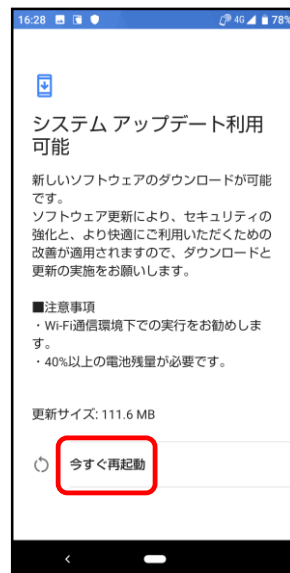 16:28 4G 78%
システム アップデート利用
可能
新しいソフトウェアのダウンロードが可能
です。
ソフトウェア更新により、セキュリティの
強化と、より快適にご利用いただくための
改善が適用されますので、ダウンロードと
更新の実施をお願いします。
■注意事項
・Wi-Fi通信環境下での実行をお勧めしま
す。
・40%以上の電池残量が必要です。
更新サイズ: 111.6 MB
今すぐ再起動